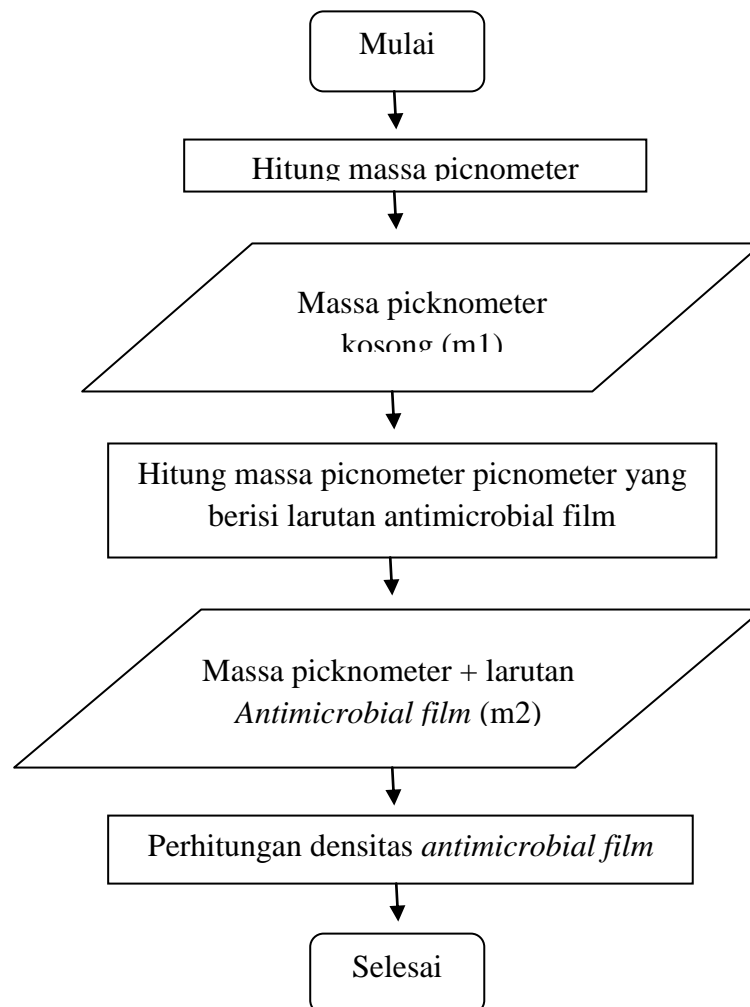 Mulai
Hitung massa picnometer
Massa picknometer
kosong (m1)
Hitung massa picnometer picnometer yang
berisi larutan antimicrobial film
Massa picknometer + larutan
Antimicrobial film (m2)
Perhitungan densitas antimicrobial film
Selesai